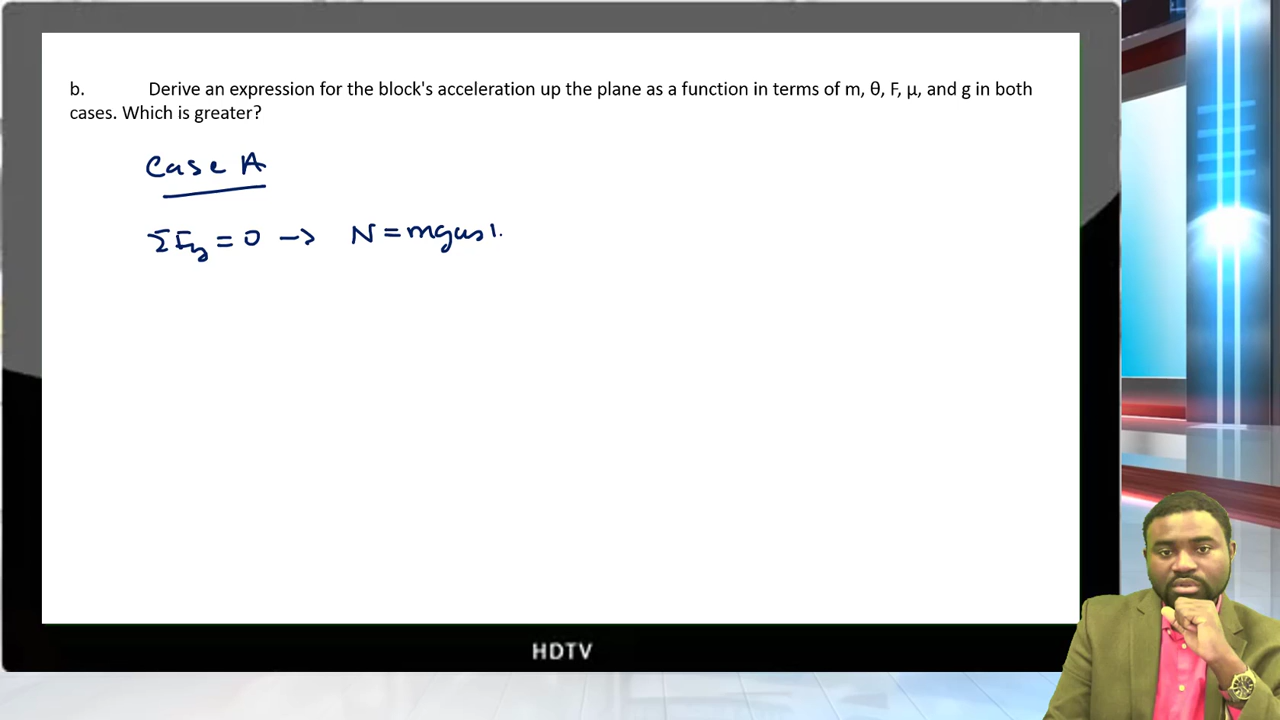 b. Derive an expression for the block's acceleration up the plane as a function in terms of m, θ, F, μ, and g in both
cases. Which is greater?
Case A
ΣFy = 0 → N = mgcos
HDTV